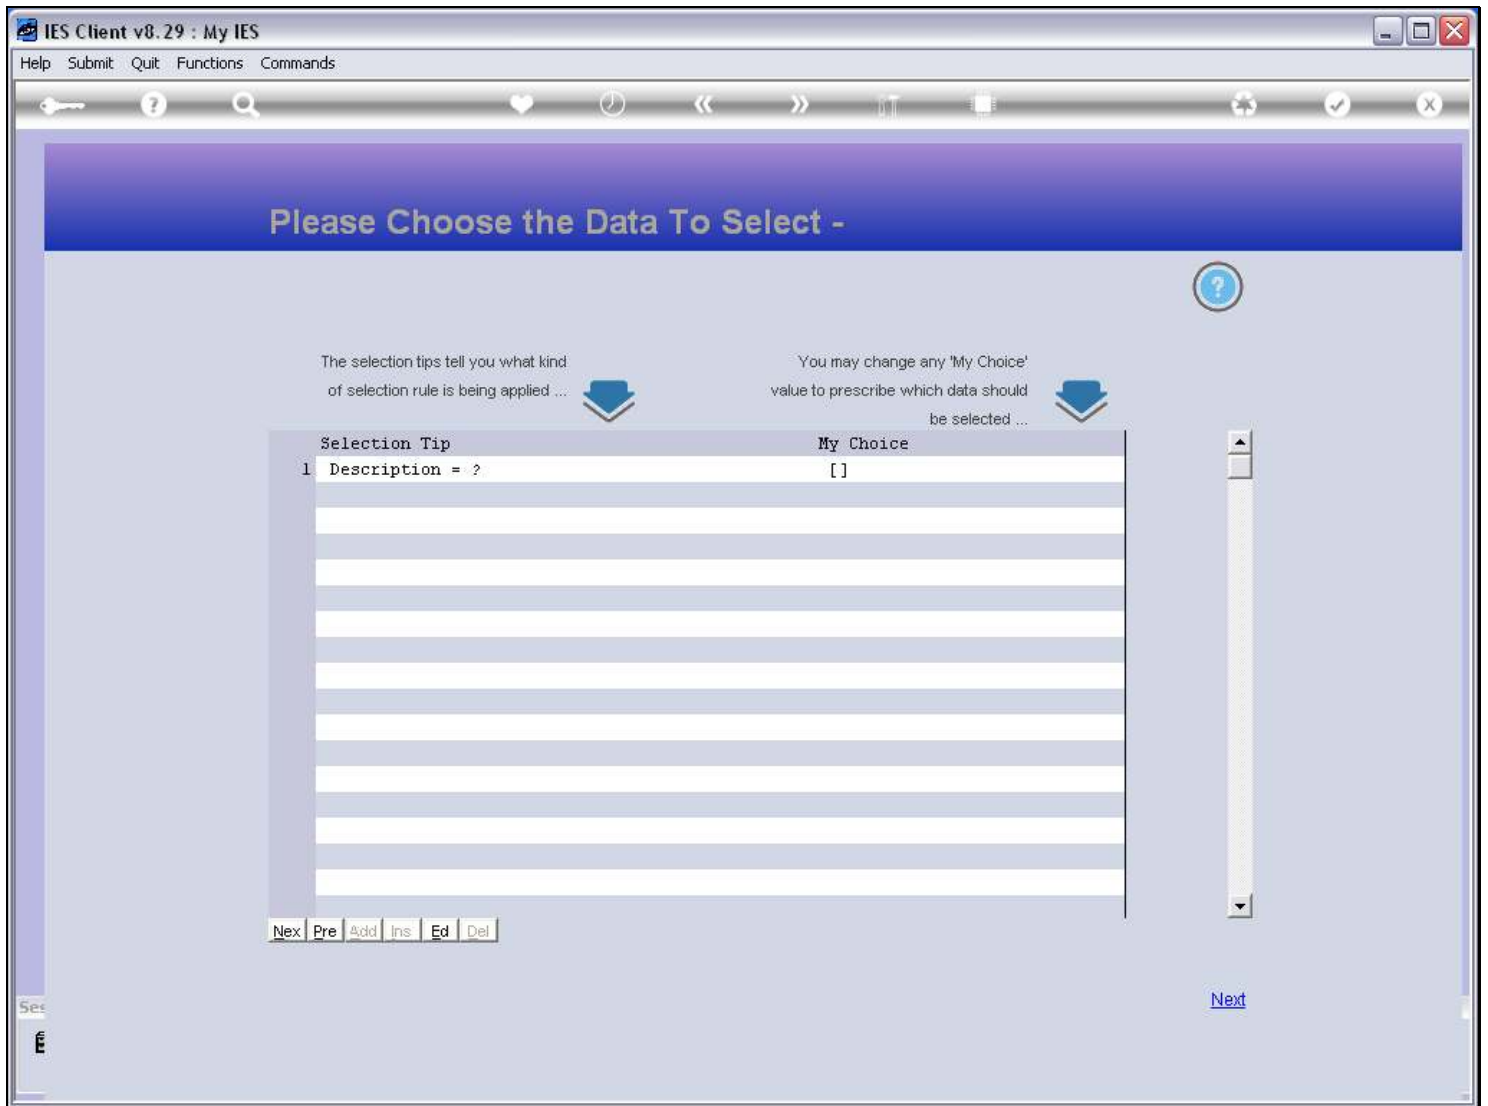 IES Client v8.29 : My IES
Help Submit Quit Functions Commands
Please Choose the Data To Select -
The selection tips tell you what kind
of selection rule is being applied ...
You may change any 'My Choice'
value to prescribe which data should
be selected ...
Selection Tip My Choice
1 Description = ? []
Nex Pre Add Ins Ed Del
Next
Ses